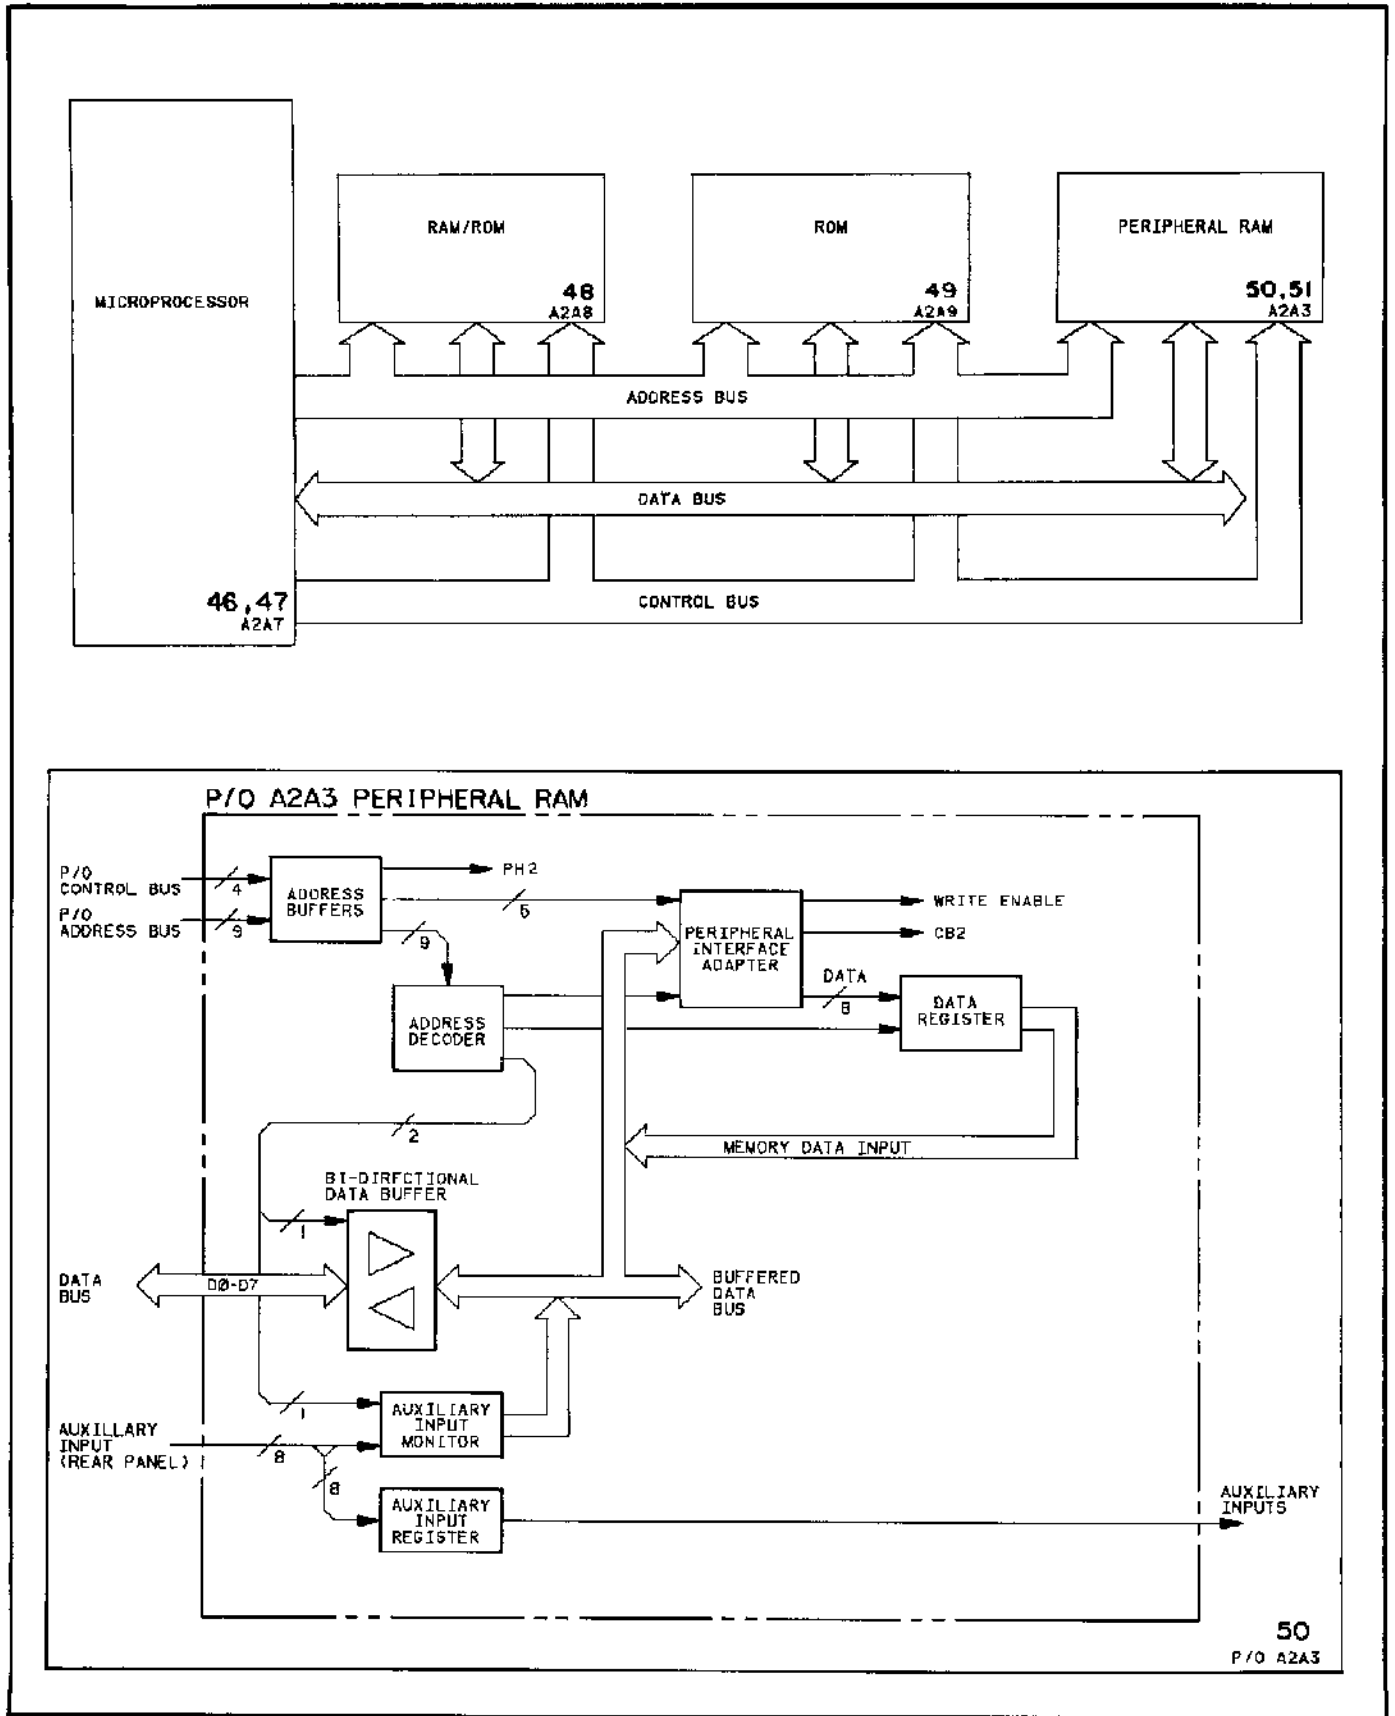 MICROPROCESSOR
46,47
A2A7
RAM/ROM
48
A2A8
ROM
49
A2A9
PERIPHERAL RAM
50,51
A2A3
ADDRESS BUS
DATA BUS
CONTROL BUS
P/O A2A3 PERIPHERAL RAM
P/O
CONTROL BUS
4
P/O
ADDRESS BUS
9
ADDRESS
BUFFERS
PH2
5
9
PERIPHERAL
INTERFACE
ADAPTER
WRITE ENABLE
CB2
DATA
8
DATA
REGISTER
ADDRESS
DECODER
2
MEMORY DATA INPUT
BI-DIRECTIONAL
DATA BUFFER
1
DATA
BUS
D0-D7
BUFFERED
DATA
BUS
1
AUXILIARY
INPUT
MONITOR
AUXILLARY
INPUT
(REAR PANEL)
8
8
AUXILIARY
INPUT
REGISTER
AUXILIARY
INPUTS
50
P/O A2A3